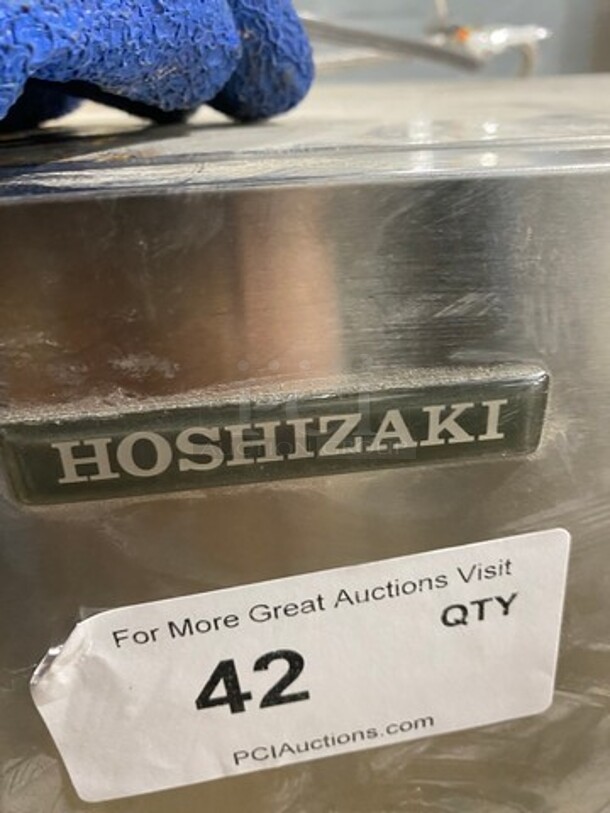 HOSHIZAKI
For More Great Auctions Visit
42 QTY
PCIAuctions.com